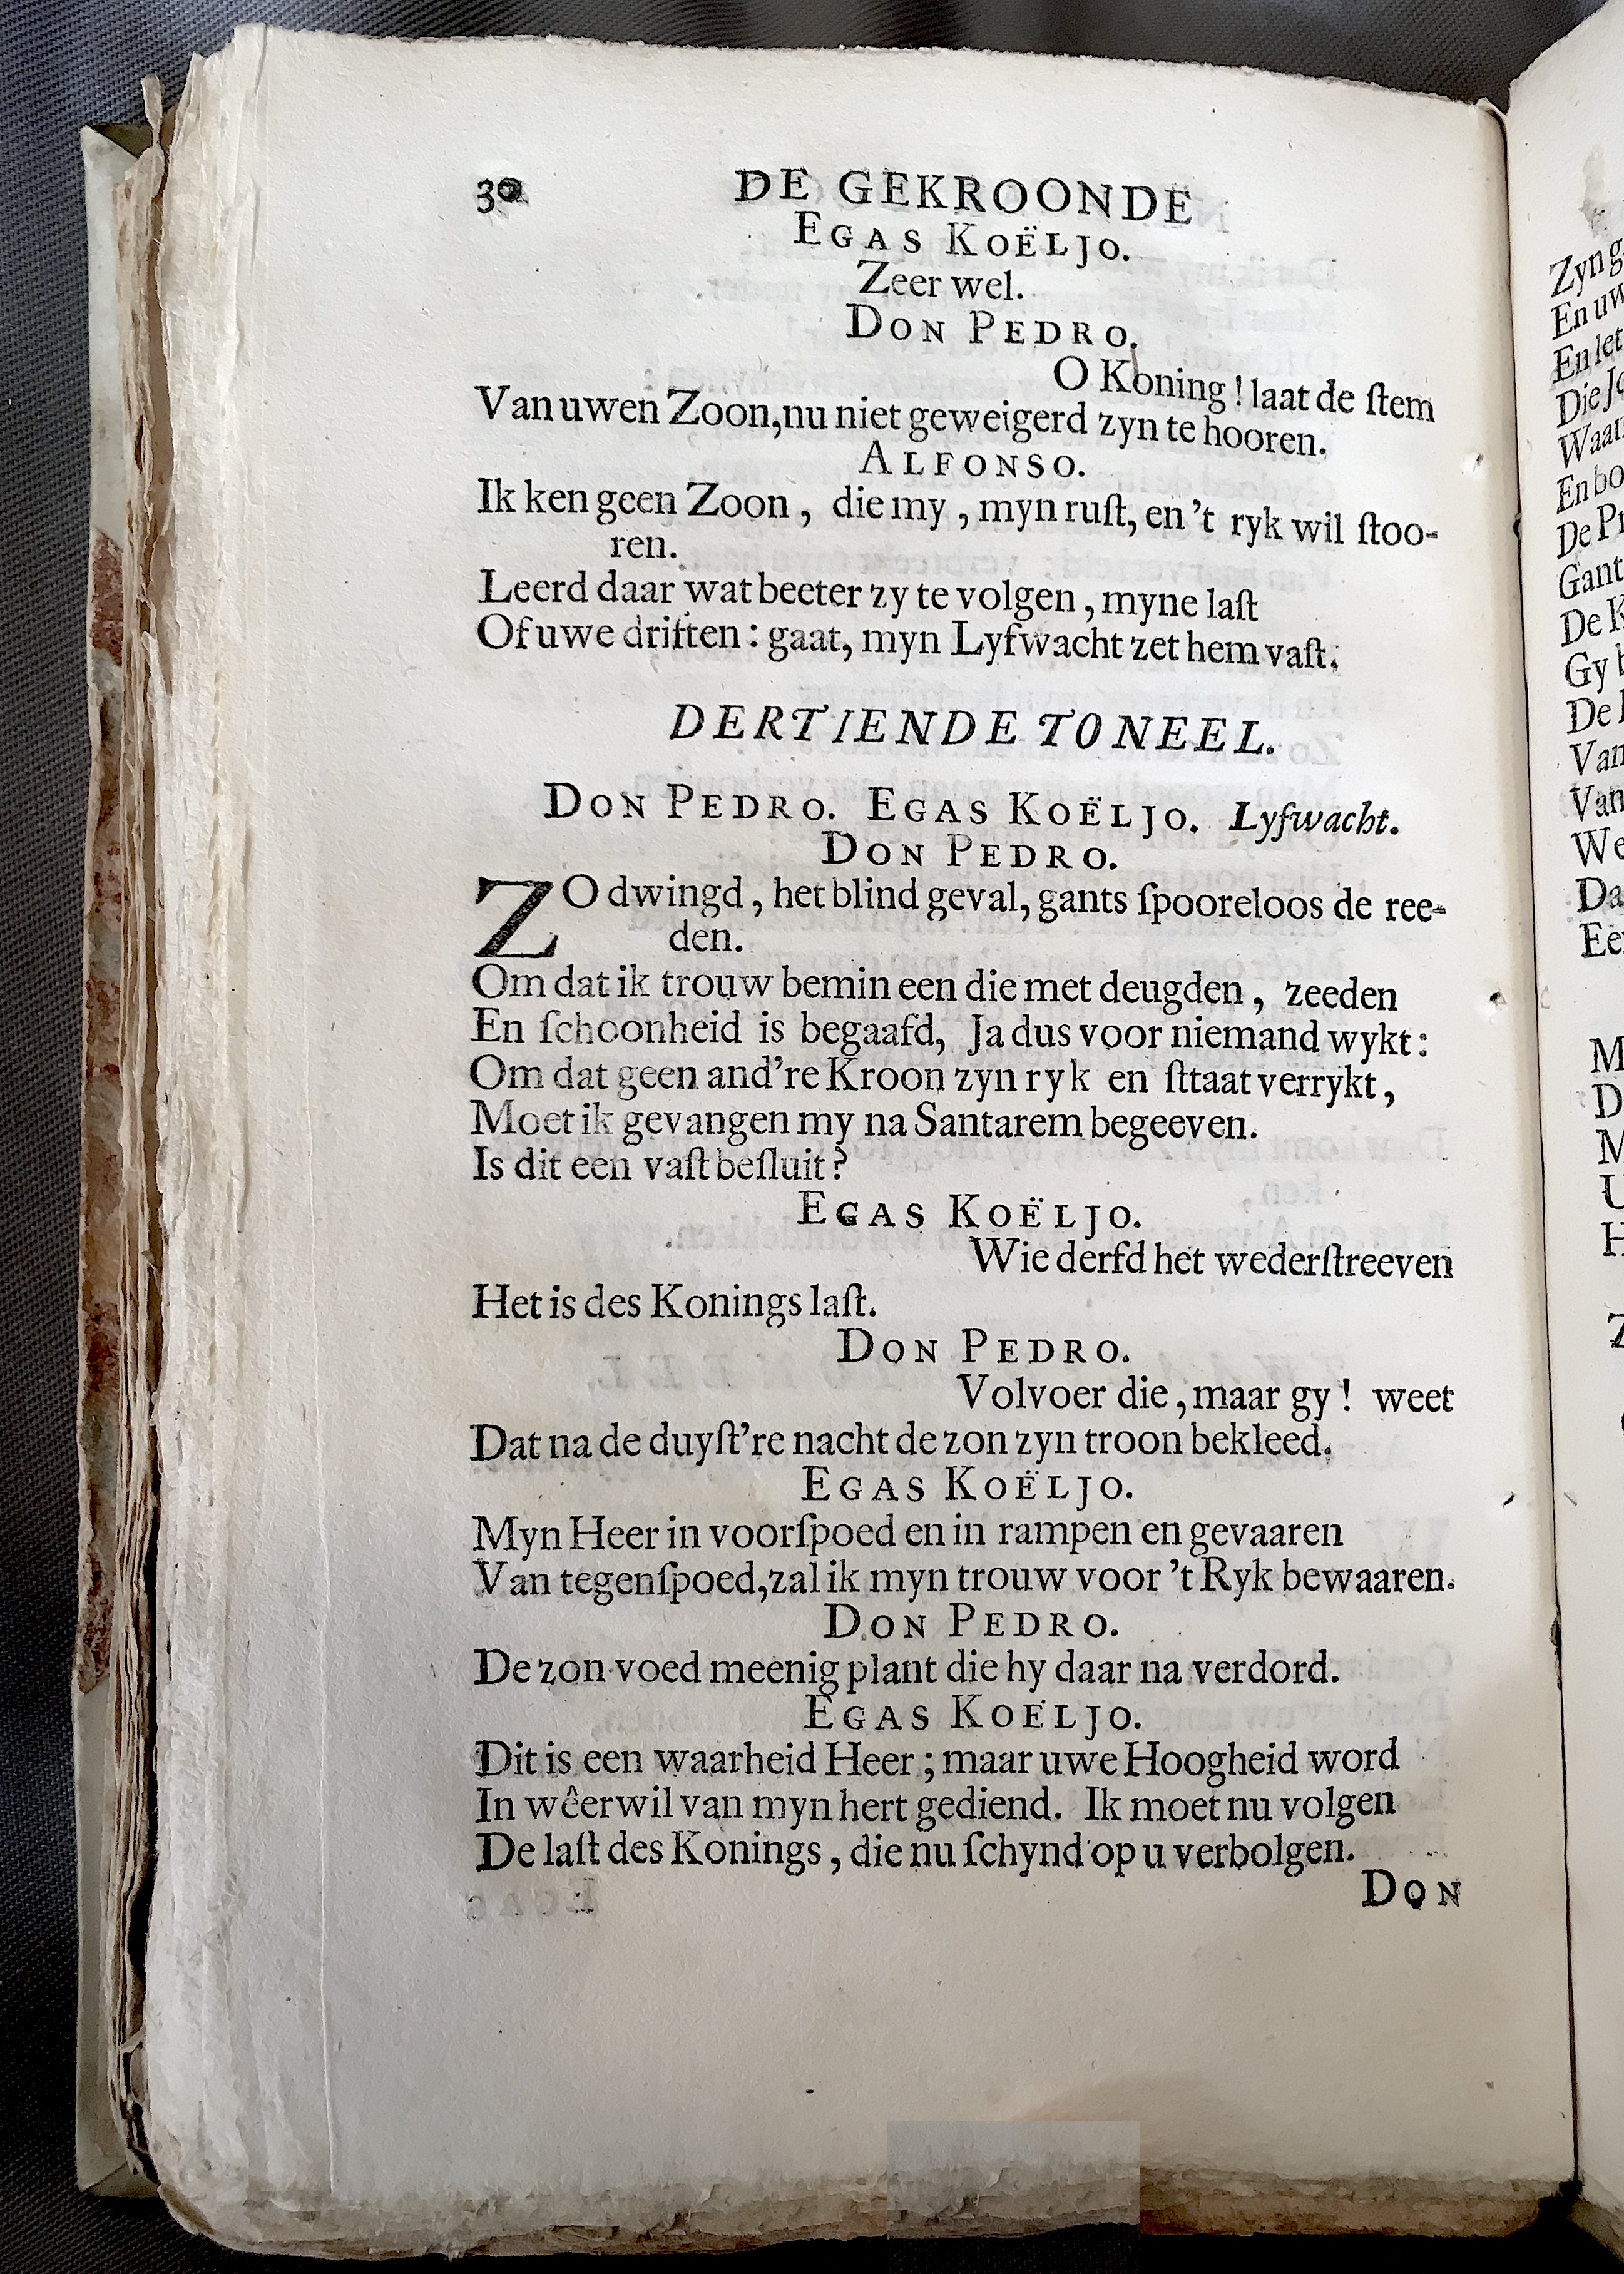 30 DE GEKROONDE
EGAS KOËLJO.
Zeer wel.
DON PEDRO.
O Koning! laat de ſtem
Van uwen Zoon, nu niet geweigerd zyn te hooren.
ALFONSO.
Ik ken geen Zoon, die my, myn ruſt, en 't ryk wil ſtoo-
ren.
Leerd daar wat beeter zy te volgen, myne laſt
Of uwe driften: gaat, myn Lyfwacht zet hem vaſt.
DERTIENDE TONEEL.
DON PEDRO. EGAS KOËLJO. Lyfwacht.
DON PEDRO.
ZO dwingd, het blind geval, gants ſpooreloos de ree-
den.
Om dat ik trouw bemin een die met deugden, zeeden
En ſchoonheid is begaafd, Ja dus voor niemand wykt:
Om dat geen and're Kroon zyn ryk en ſttaat verrykt,
Moet ik gevangen my na Santarem begeeven.
Is dit een vaſt beſluit?
EGAS KOËLJO.
Wie derfd het wederſtreeven
Het is des Konings laſt.
DON PEDRO.
Volvoer die, maar gy! weet
Dat na de duyſt're nacht de zon zyn troon bekleed.
EGAS KOËLJO.
Myn Heer in voorſpoed en in rampen en gevaaren
Van tegenſpoed, zal ik myn trouw voor 't Ryk bewaaren.
DON PEDRO.
De zon voed meenig plant die hy daar na verdord.
EGAS KOËLJO.
Dit is een waarheid Heer; maar uwe Hoogheid word
In wêerwil van myn hert gediend. Ik moet nu volgen
De laſt des Konings, die nu ſchynd op u verbolgen.
DON